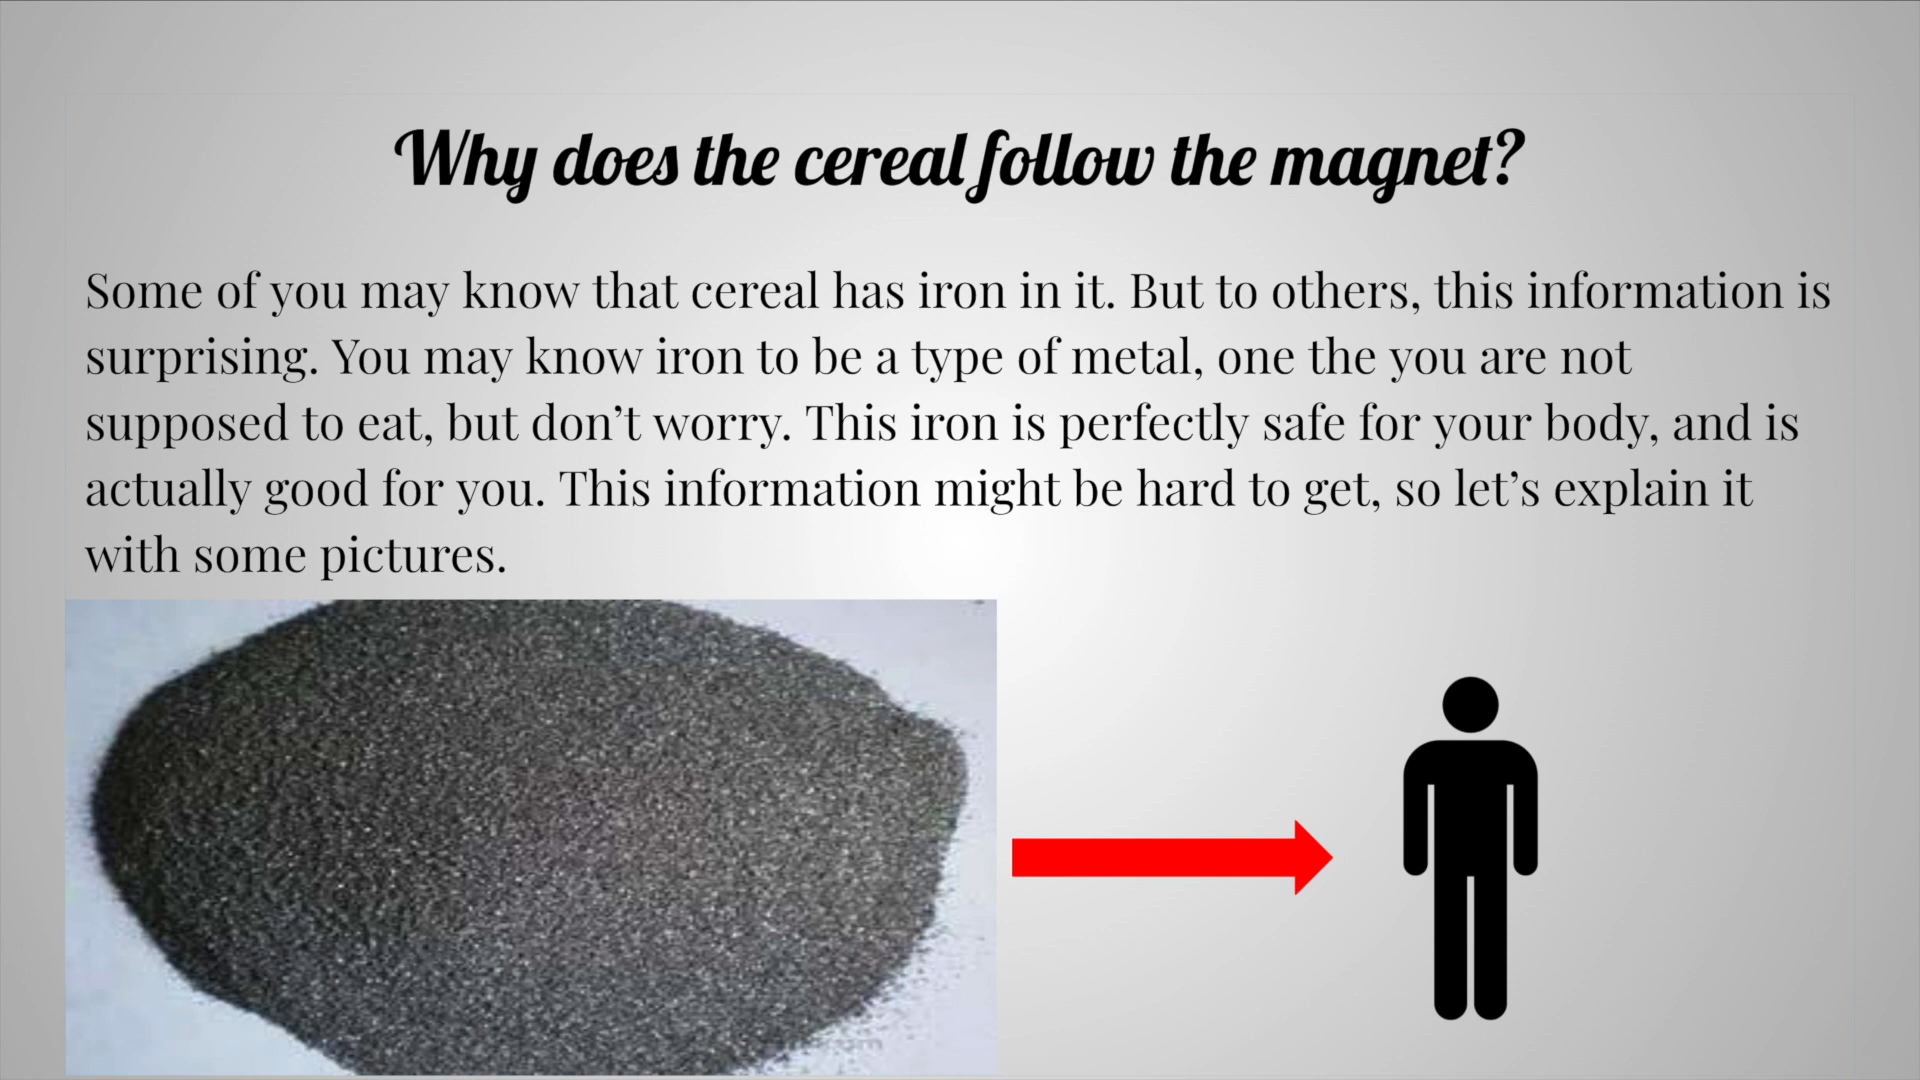 Why does the cereal follow the magnet?
Some of you may know that cereal has iron in it. But to others, this information is
surprising. You may know iron to be a type of metal, one the you are not
supposed to eat, but don’t worry. This iron is perfectly safe for your body, and is
actually good for you. This information might be hard to get, so let’s explain it
with some pictures.